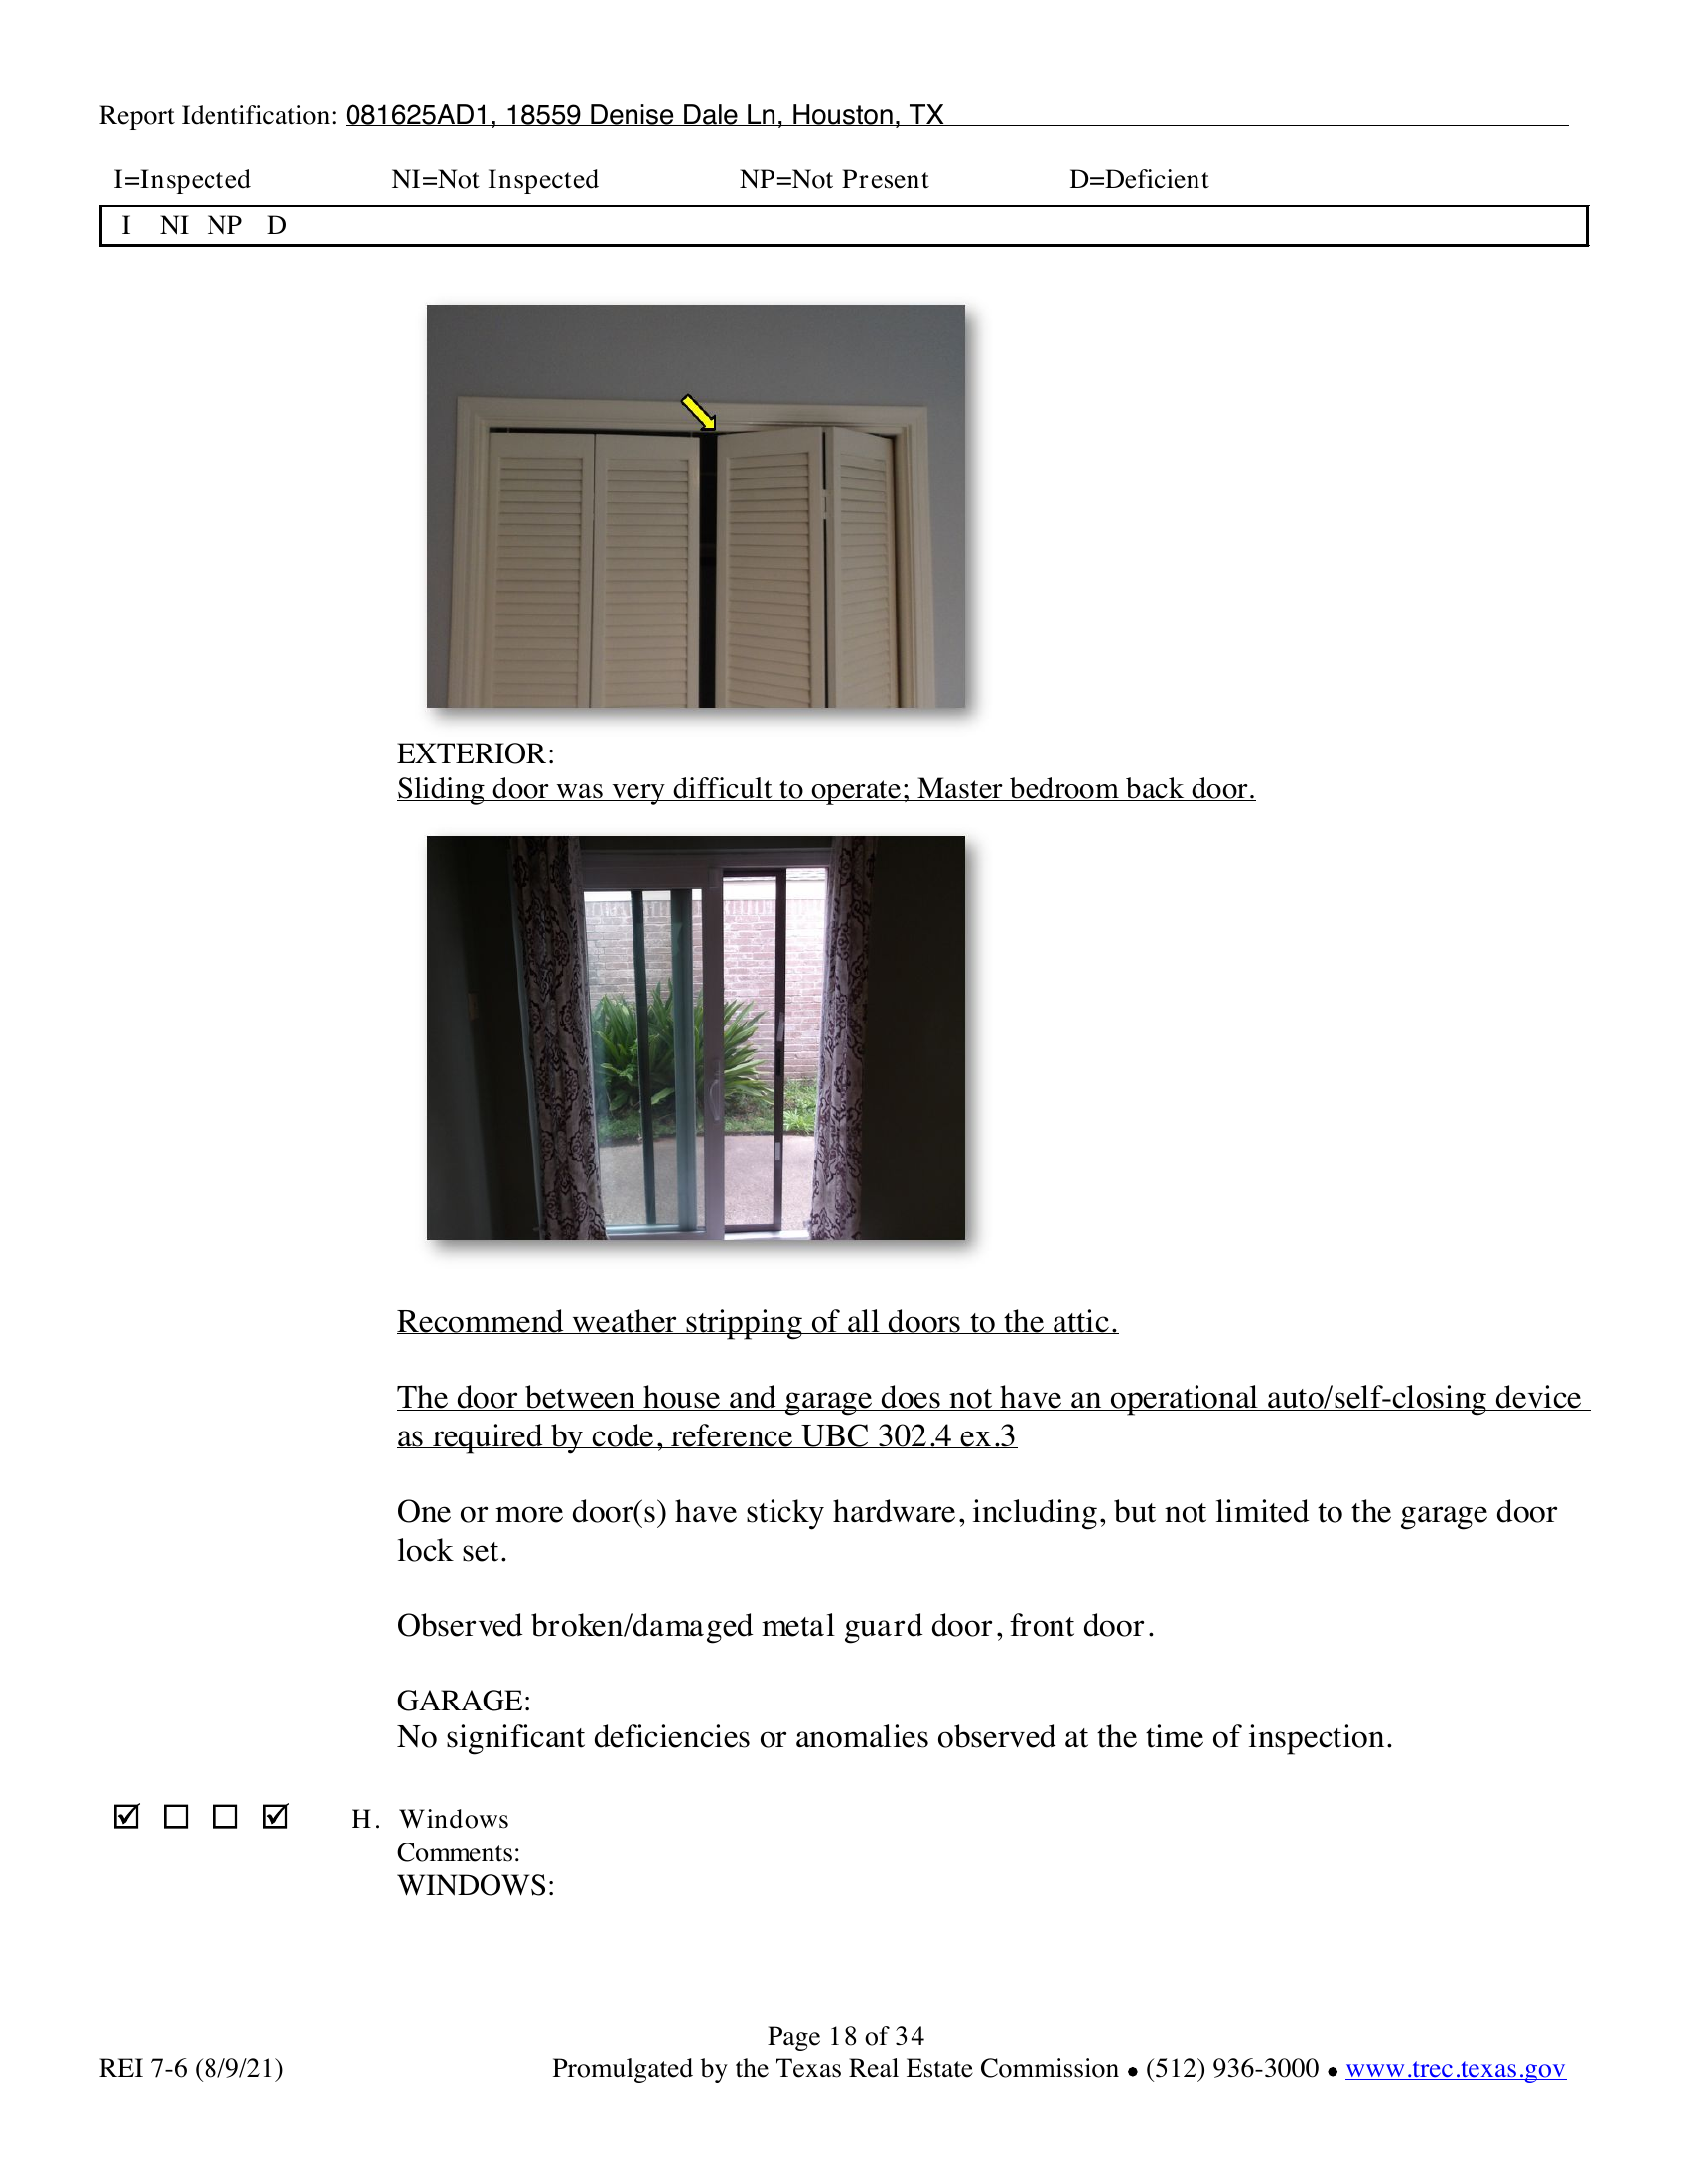 Report Identification: 081625AD1, 18559 Denise Dale Ln, Houston, TX
I=Inspected NI=Not Inspected NP=Not Present D=Deficient
I NI NP D
EXTERIOR:
Sliding door was very difficult to operate; Master bedroom back door.
Recommend weather stripping of all doors to the attic.
The door between house and garage does not have an operational auto/self-closing device
as required by code, reference UBC 302.4 ex.3
One or more door(s) have sticky hardware, including, but not limited to the garage door
lock set.
Observed broken/damaged metal guard door, front door.
GARAGE:
No significant deficiencies or anomalies observed at the time of inspection.
☑ ☐ ☐ ☑ H. Windows
Comments:
WINDOWS:
Page 18 of 34
REI 7-6 (8/9/21) Promulgated by the Texas Real Estate Commission ● (512) 936-3000 ● www.trec.texas.gov